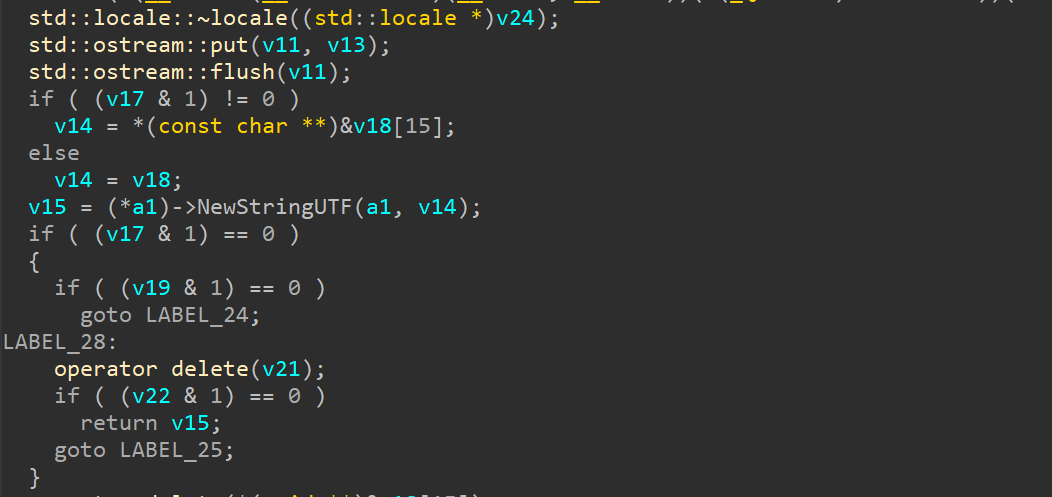 std::locale::~locale((std::locale *)v24);
std::ostream::put(v11, v13);
std::ostream::flush(v11);
if ( (v17 & 1) != 0 )
v14 = *(const char **)&v18[15];
else
v14 = v18;
v15 = (*a1)->NewStringUTF(a1, v14);
if ( (v17 & 1) == 0 )
{
if ( (v19 & 1) == 0 )
goto LABEL_24;
LABEL_28:
operator delete(v21);
if ( (v22 & 1) == 0 )
return v15;
goto LABEL_25;
}